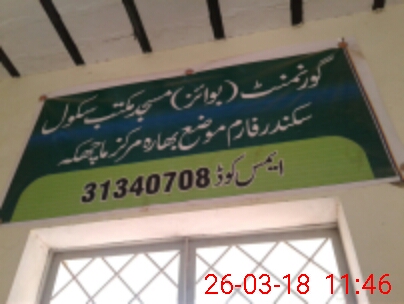 گورنمنٹ (بوائز) مسجد مکتب سکول
سکندر فارم موضع بھارہ مرکز ماچھکہ
ایمس کوڈ 31340708
26-03-18 11:46